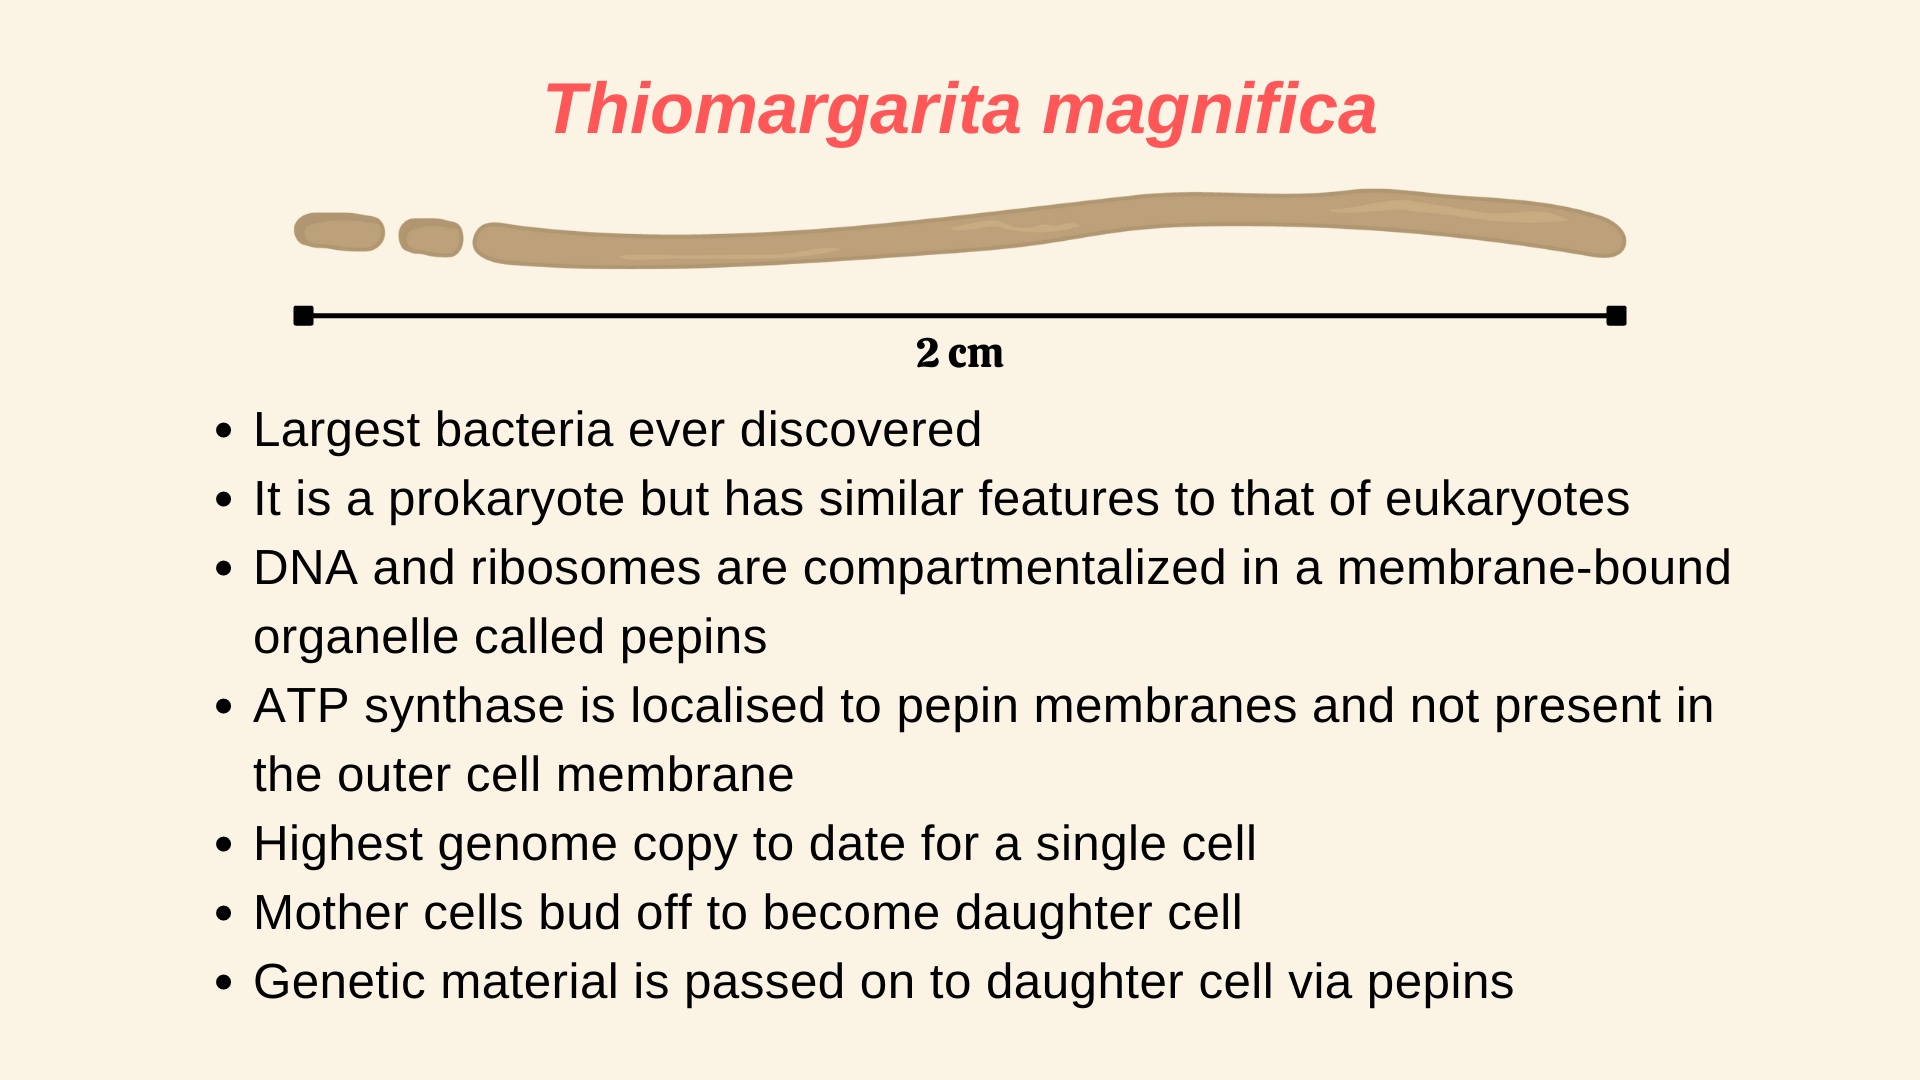 Thiomargarita magnifica
2 cm
• Largest bacteria ever discovered
• It is a prokaryote but has similar features to that of eukaryotes
• DNA and ribosomes are compartmentalized in a membrane-bound
organelle called pepins
• ATP synthase is localised to pepin membranes and not present in
the outer cell membrane
• Highest genome copy to date for a single cell
• Mother cells bud off to become daughter cell
• Genetic material is passed on to daughter cell via pepins